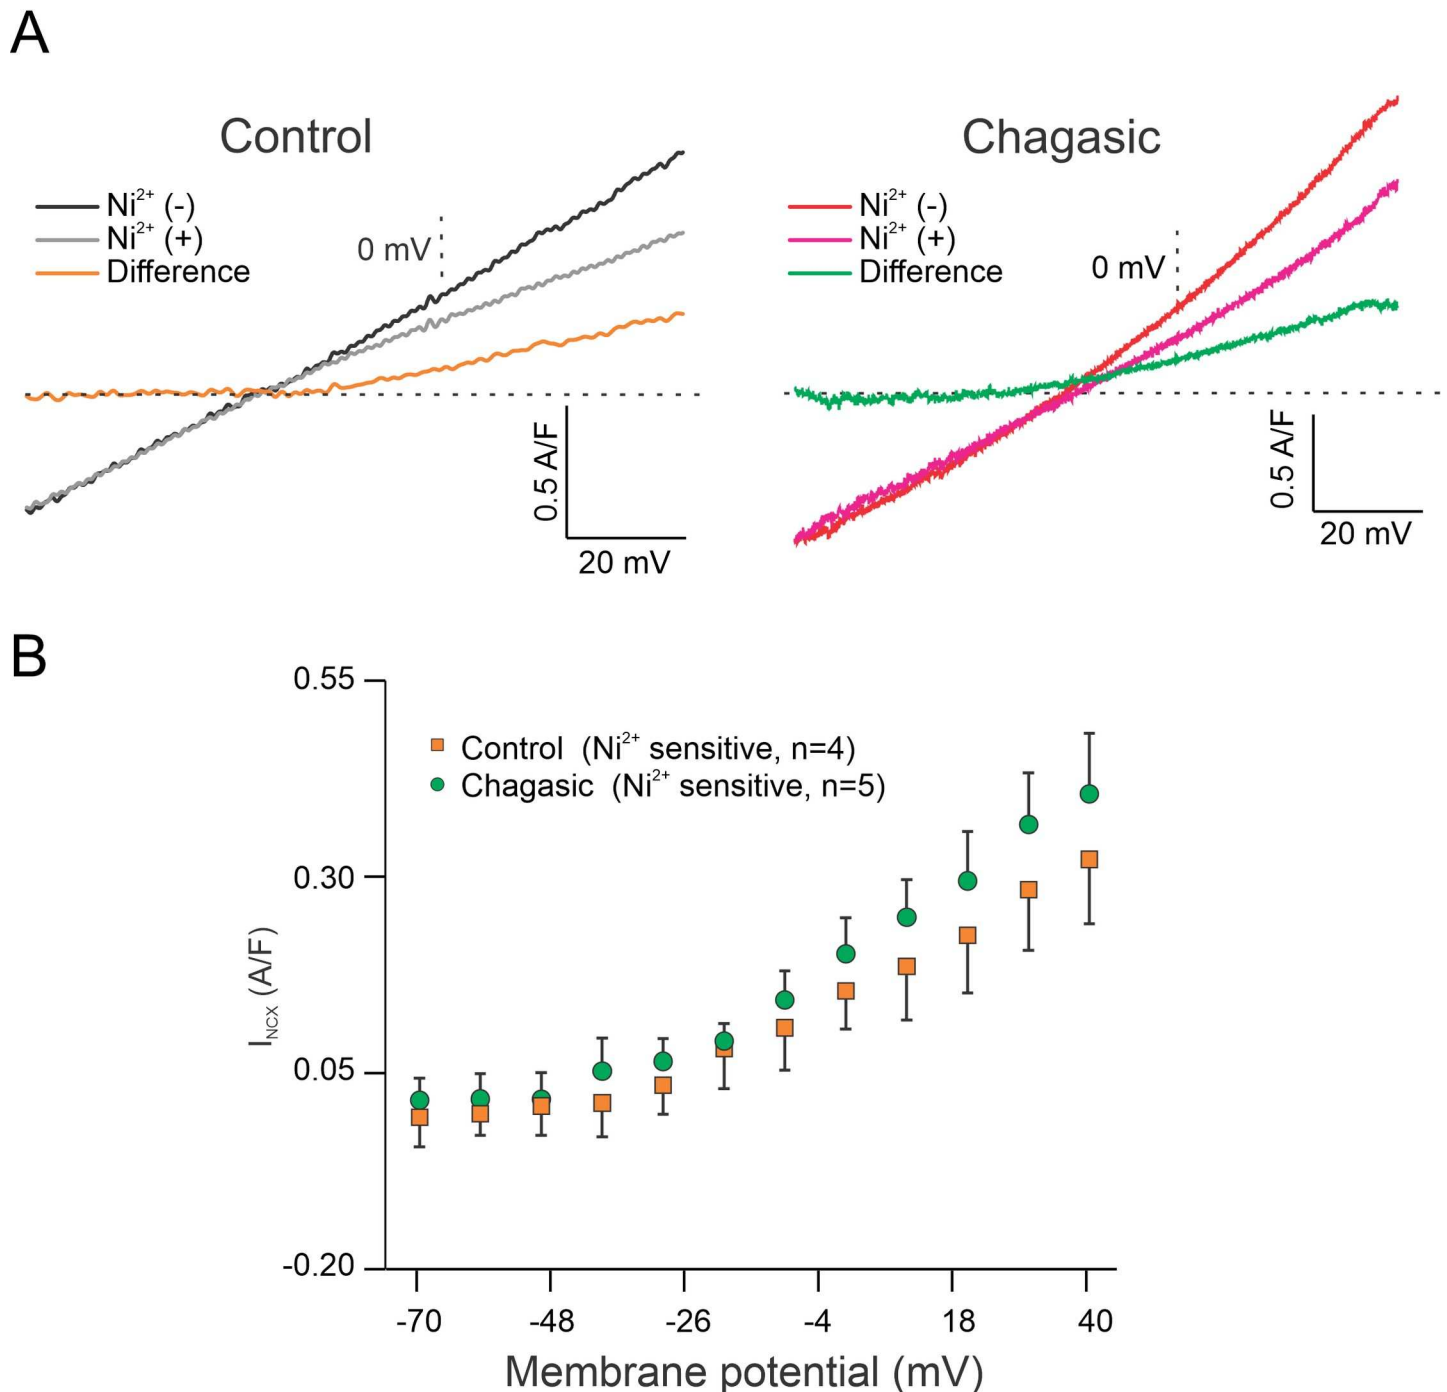 A
Control
Ni²⁺ (-)
Ni²⁺ (+)
Difference
0 mV
0.5 A/F
20 mV
Chagasic
Ni²⁺ (-)
Ni²⁺ (+)
Difference
0 mV
0.5 A/F
20 mV
B
0.55
0.30
0.05
-0.20
I_NCX (A/F)
Control (Ni²⁺ sensitive, n=4)
Chagasic (Ni²⁺ sensitive, n=5)
-70 -48 -26 -4 18 40
Membrane potential (mV)